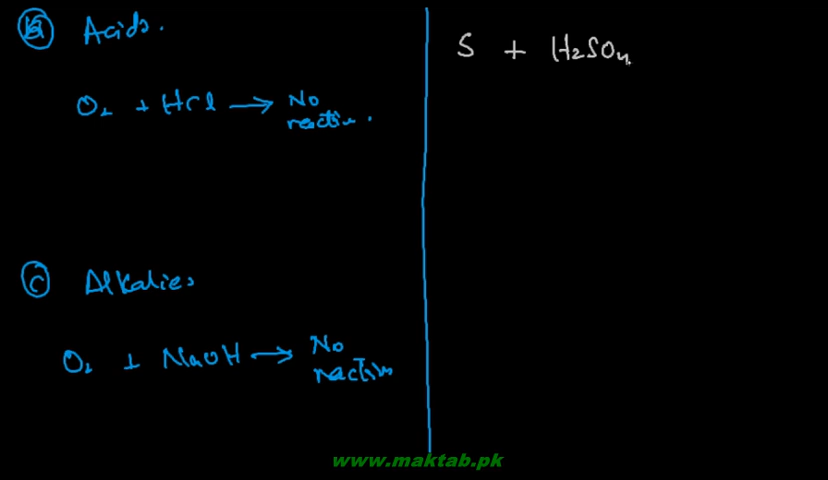 (b) Acids.
O₂ + HCl → No
reaction.
(c) Alkalies
O₂ + NaOH → No
reaction
S + H₂SO₄
www.maktab.pk